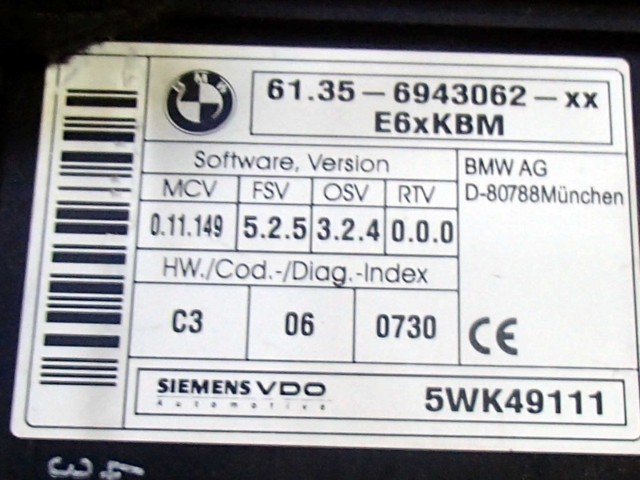 BMW
61.35 - 6943062 - xx
E6xKBM
Software, Version
MCV FSV OSV RTV
0.11.149 5.2.5 3.2.4 0.0.0
BMW AG
D-80788München
HW./Cod.-/Diag.-Index
C3 06 0730
CE
SIEMENS VDO
Automotive
5WK49111